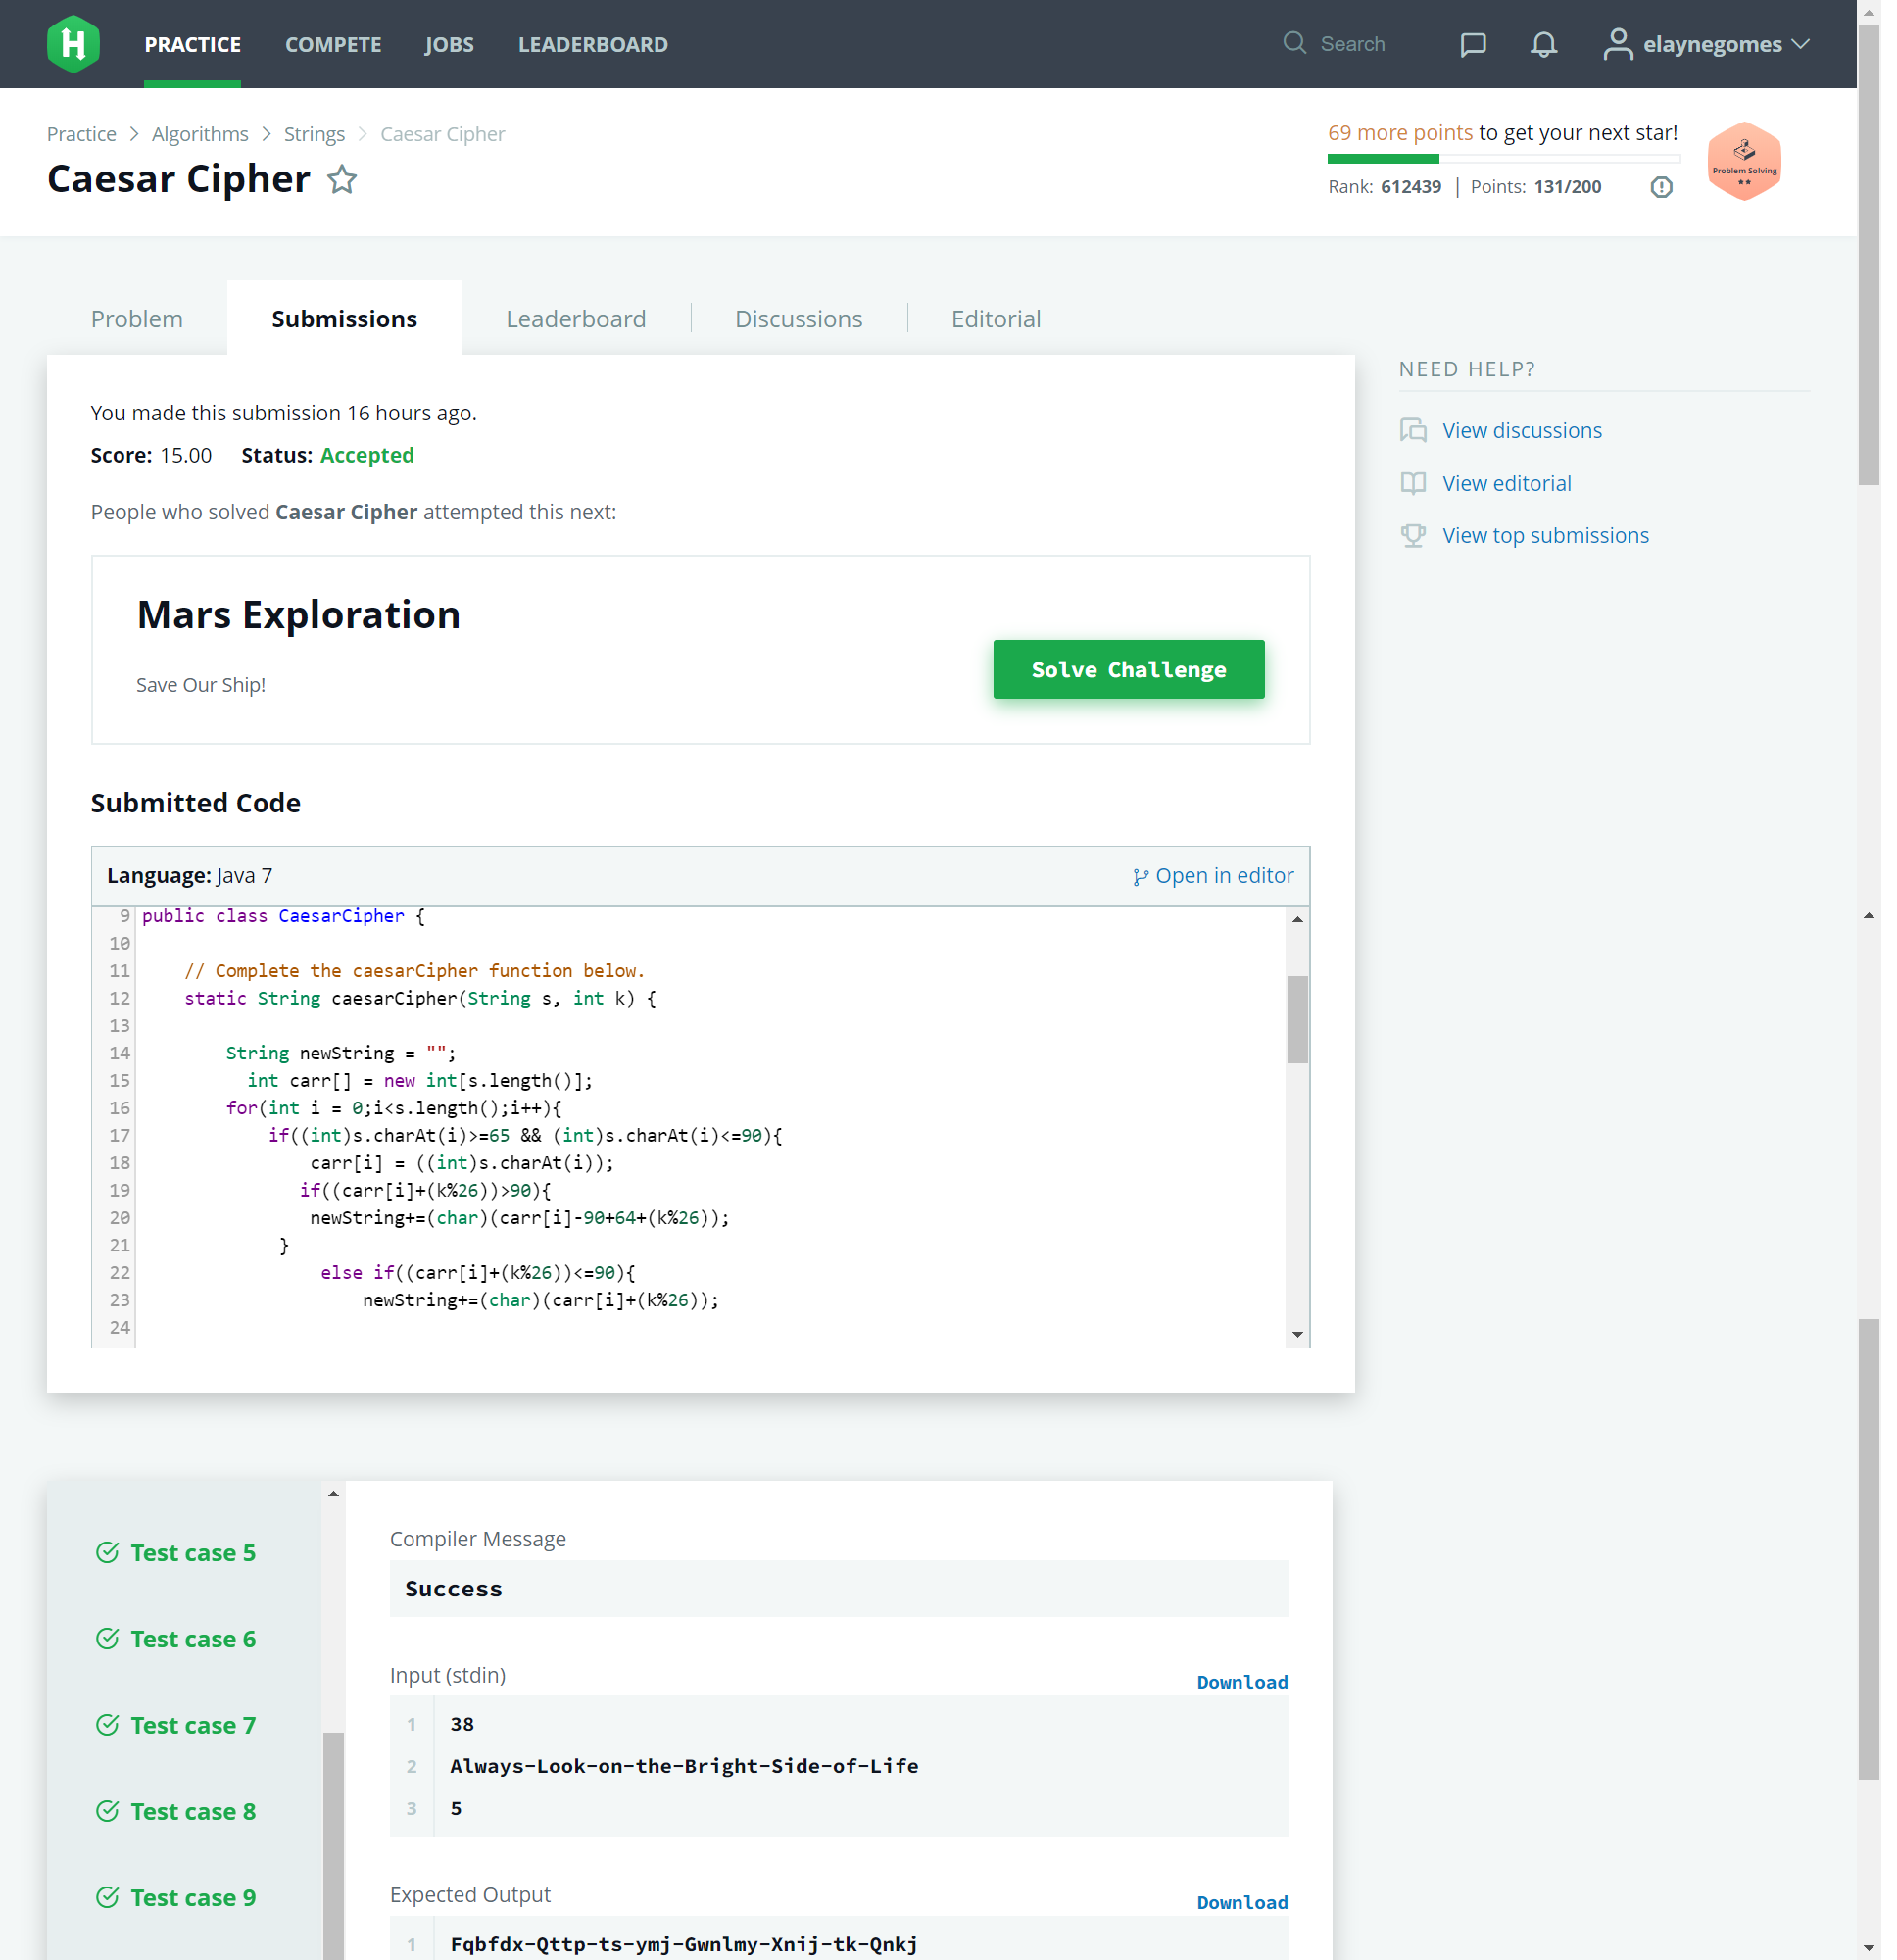 H PRACTICE COMPETE JOBS LEADERBOARD Search elaynegomes
Practice > Algorithms > Strings > Caesar Cipher
Caesar Cipher
69 more points to get your next star!
Rank: 612439 | Points: 131/200
Problem Solving
Problem Submissions Leaderboard Discussions Editorial
You made this submission 16 hours ago.
Score: 15.00 Status: Accepted
People who solved Caesar Cipher attempted this next:
Mars Exploration
Save Our Ship!
Solve Challenge
NEED HELP?
View discussions
View editorial
View top submissions
Submitted Code
Language: Java 7 Open in editor
9 public class CaesarCipher {
10
11 // Complete the caesarCipher function below.
12 static String caesarCipher(String s, int k) {
13
14 String newString = "";
15 int carr[] = new int[s.length()];
16 for(int i = 0;i<s.length();i++){
17 if((int)s.charAt(i)>=65 && (int)s.charAt(i)<=90){
18 carr[i] = ((int)s.charAt(i));
19 if((carr[i]+(k%26))>90){
20 newString+=(char)(carr[i]-90+64+(k%26));
21 }
22 else if((carr[i]+(k%26))<=90){
23 newString+=(char)(carr[i]+(k%26));
24
Test case 5
Test case 6
Test case 7
Test case 8
Test case 9
Compiler Message
Success
Input (stdin) Download
1 38
2 Always-Look-on-the-Bright-Side-of-Life
3 5
Expected Output Download
1 Fqbfdx-Qttp-ts-ymj-Gwnlmy-Xnij-tk-Qnkj